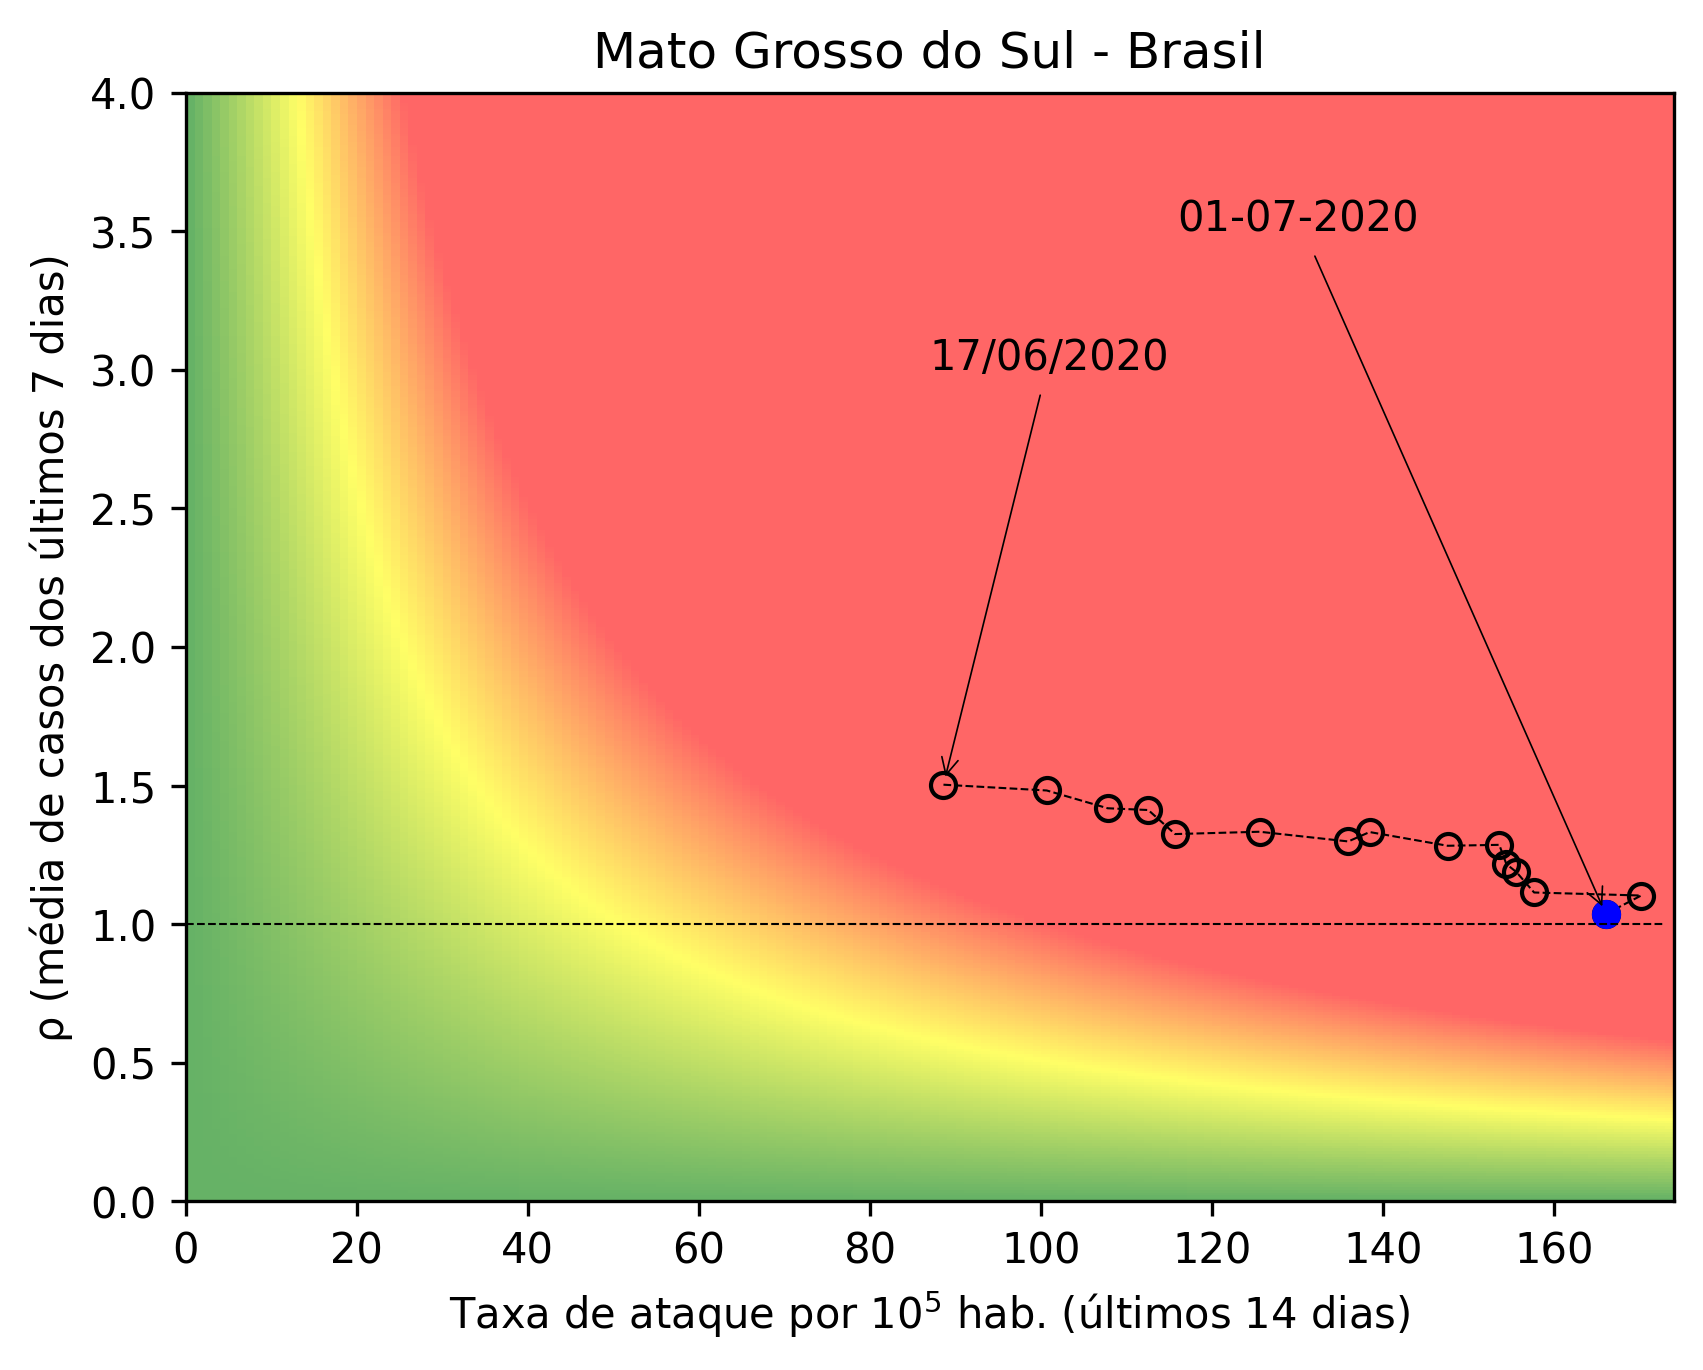 Mato Grosso do Sul - Brasil
4.0
3.5
3.0
2.5
2.0
1.5
1.0
0.5
0.0
ρ (média de casos dos últimos 7 dias)
01-07-2020
17/06/2020
0 20 40 60 80 100 120 140 160
Taxa de ataque por 10⁵ hab. (últimos 14 dias)